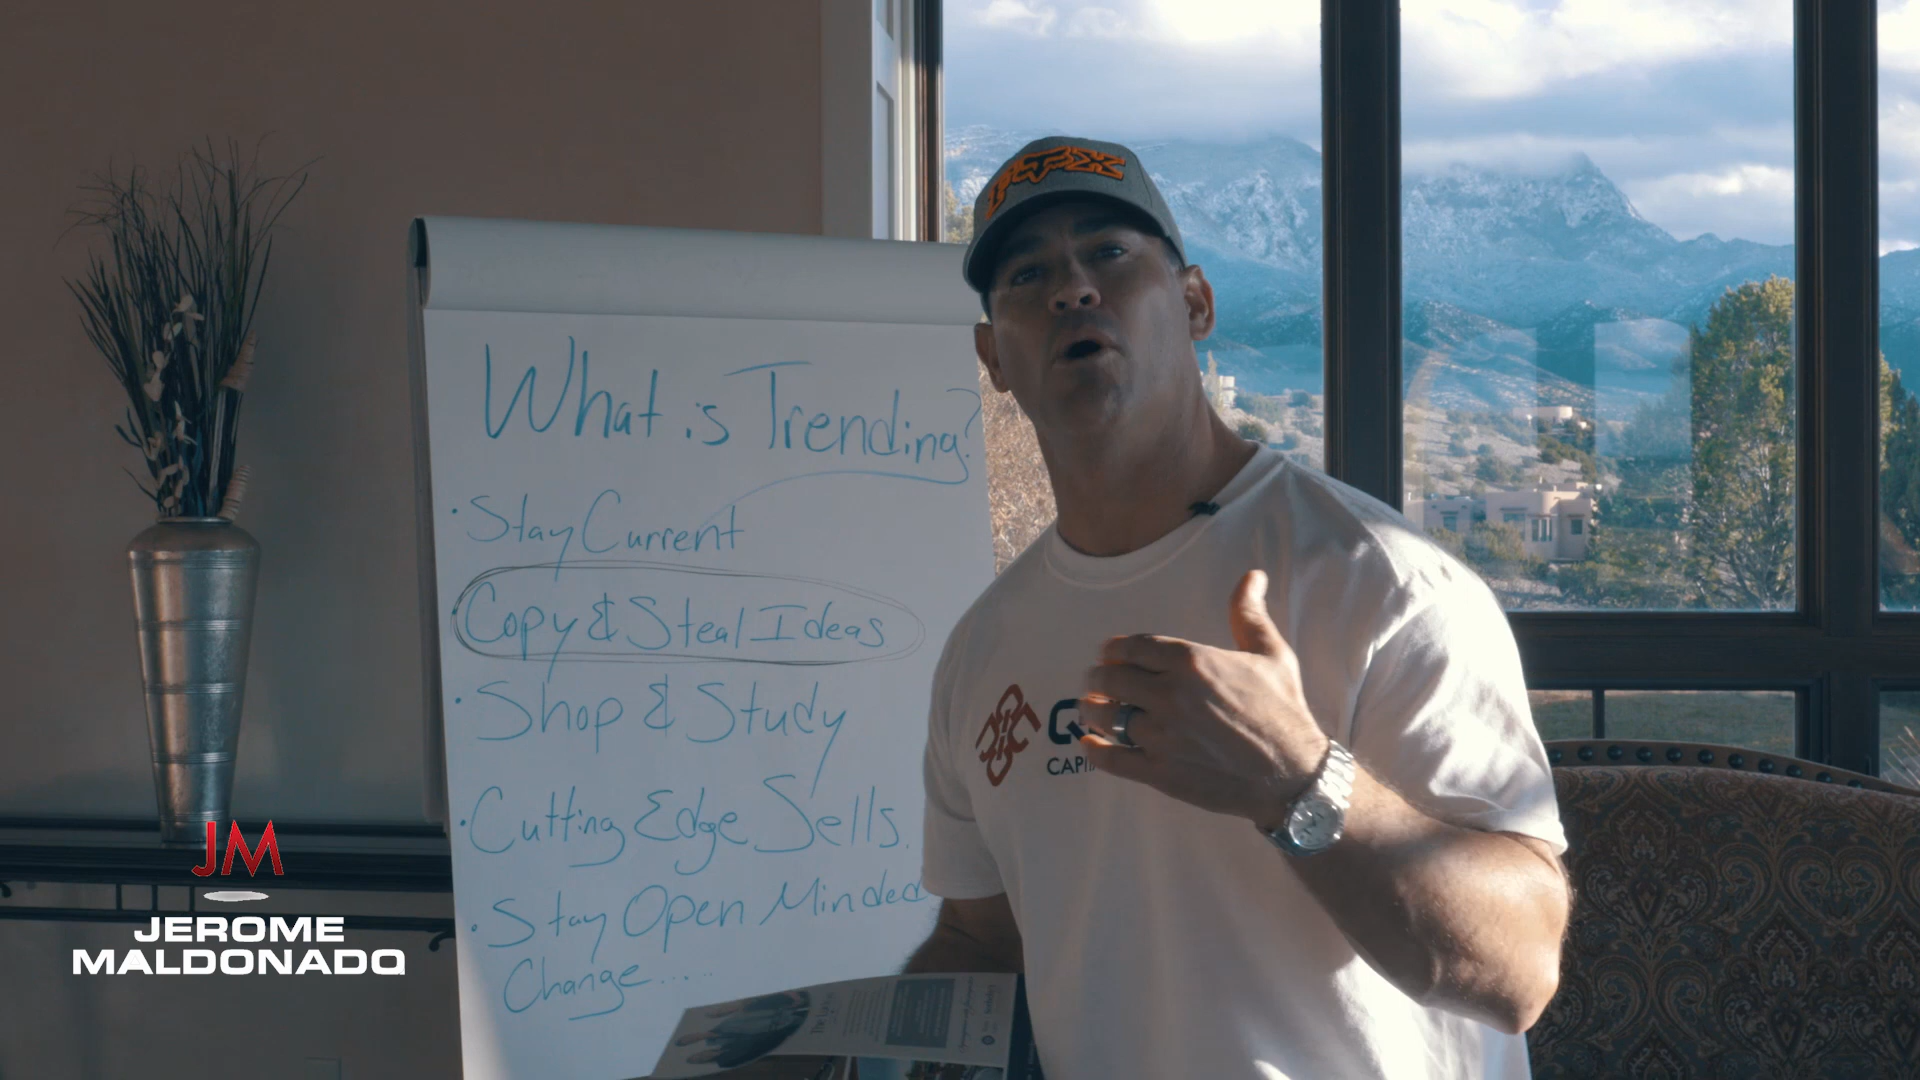 FOX
What is Trending?
• Stay Current
• Copy & Steal Ideas
• Shop & Study
• Cutting Edge Sells.
• Stay Open Minded
Change.....
JM
JEROME
MALDONADO